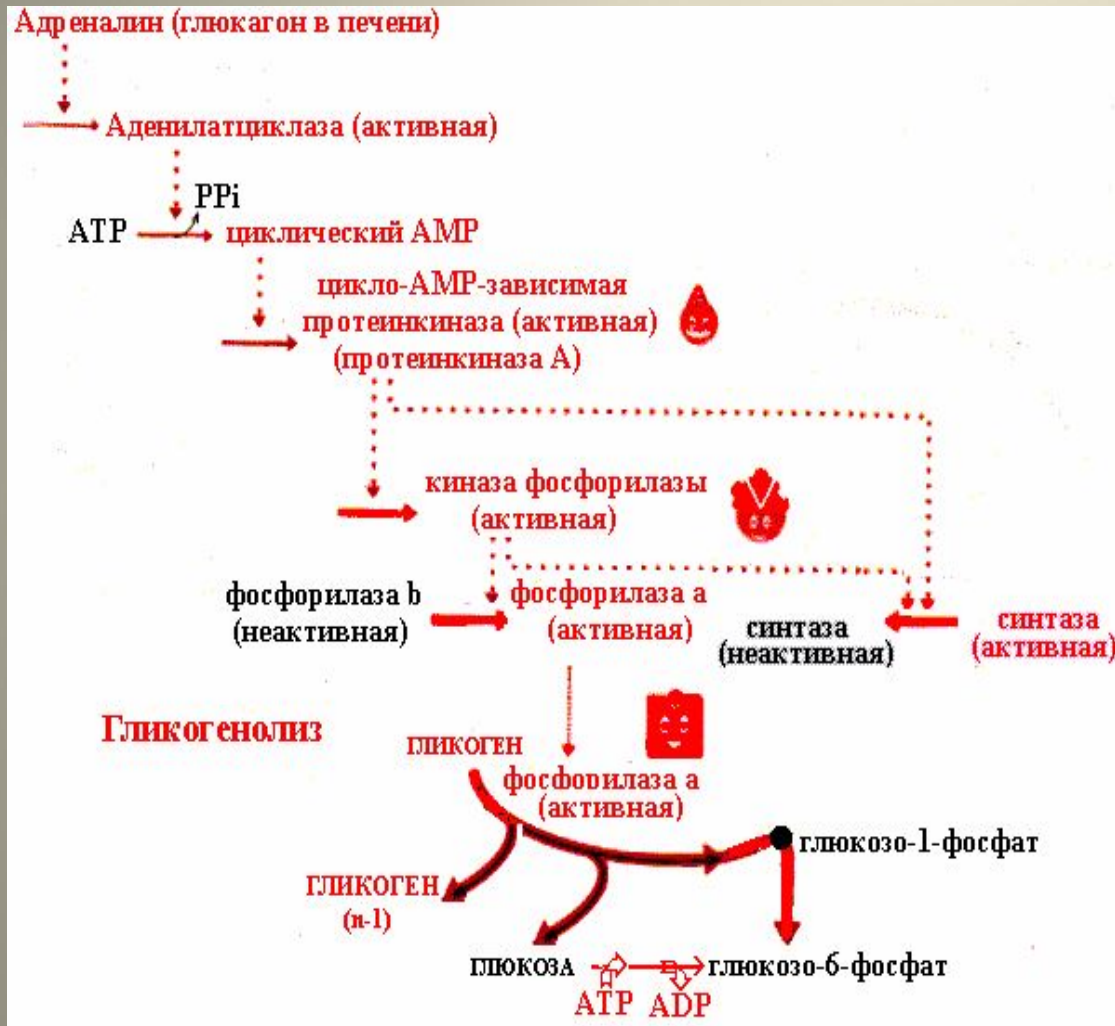 Адреналин (глюкагон в печени)
Аденилатциклаза (активная)
PPi
ATP
циклический АМР
цикло-АМР-зависимая
протеинкиназа (активная)
(протеинкиназа А)
киназа фосфорилазы
(активная)
фосфорилаза b
(неактивная)
фосфорилаза а
(активная)
синтаза
(неактивная)
синтаза
(активная)
Гликогенолиз
ГЛИКОГЕН
фосфорилаза а
(активная)
глюкозо-1-фосфат
ГЛИКОГЕН
(n-1)
ГЛЮКОЗА
глюкозо-6-фосфат
ATP
ADP